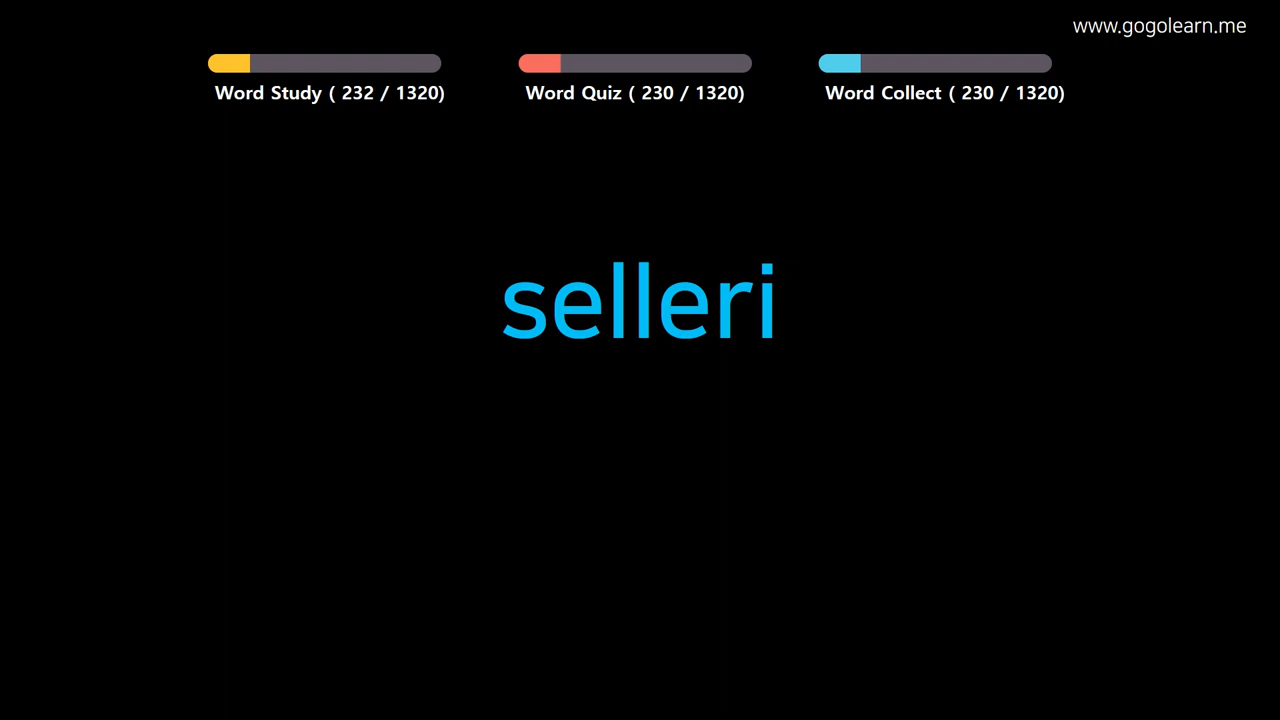 www.gogolearn.me
Word Study ( 232 / 1320)
Word Quiz ( 230 / 1320)
Word Collect ( 230 / 1320)
selleri